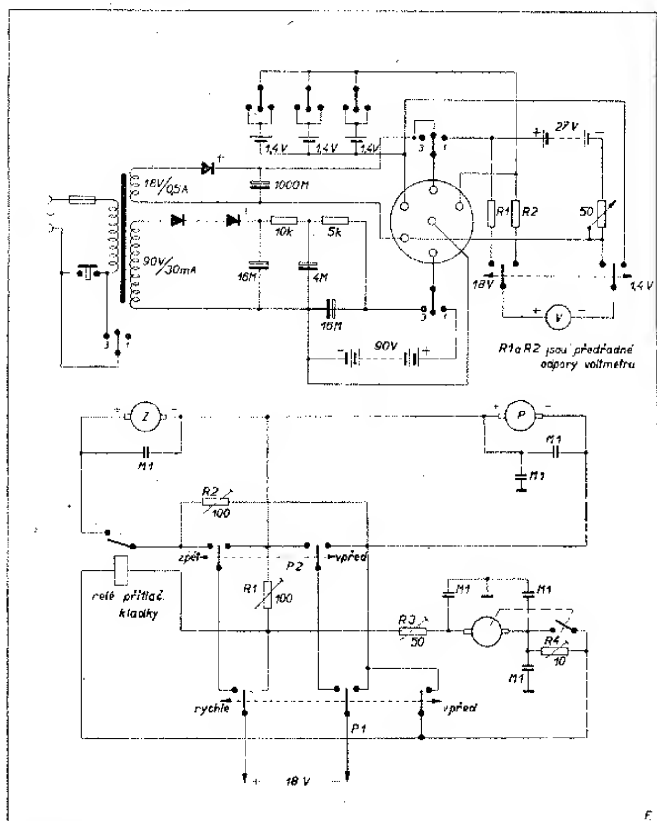 1,4V 1,4V 1,4V
18V/0,5A
1000M
3 1
27V
R1 R2
50
90V/30mA
10k 5k
16M 4M
16M
3 1
90V
18V 1,4V
+ V -
R1 a R2 jsou předřadné
odpory voltmetru
3 1
+ Z -
M1
+ P -
M1
M1
R2
100
zpět P2 vpřed
R1
100
relé přítlač.
kladky
R3
50
M1 M1
R4
10
M1
rychle vpřed
P1
+ 18 V -